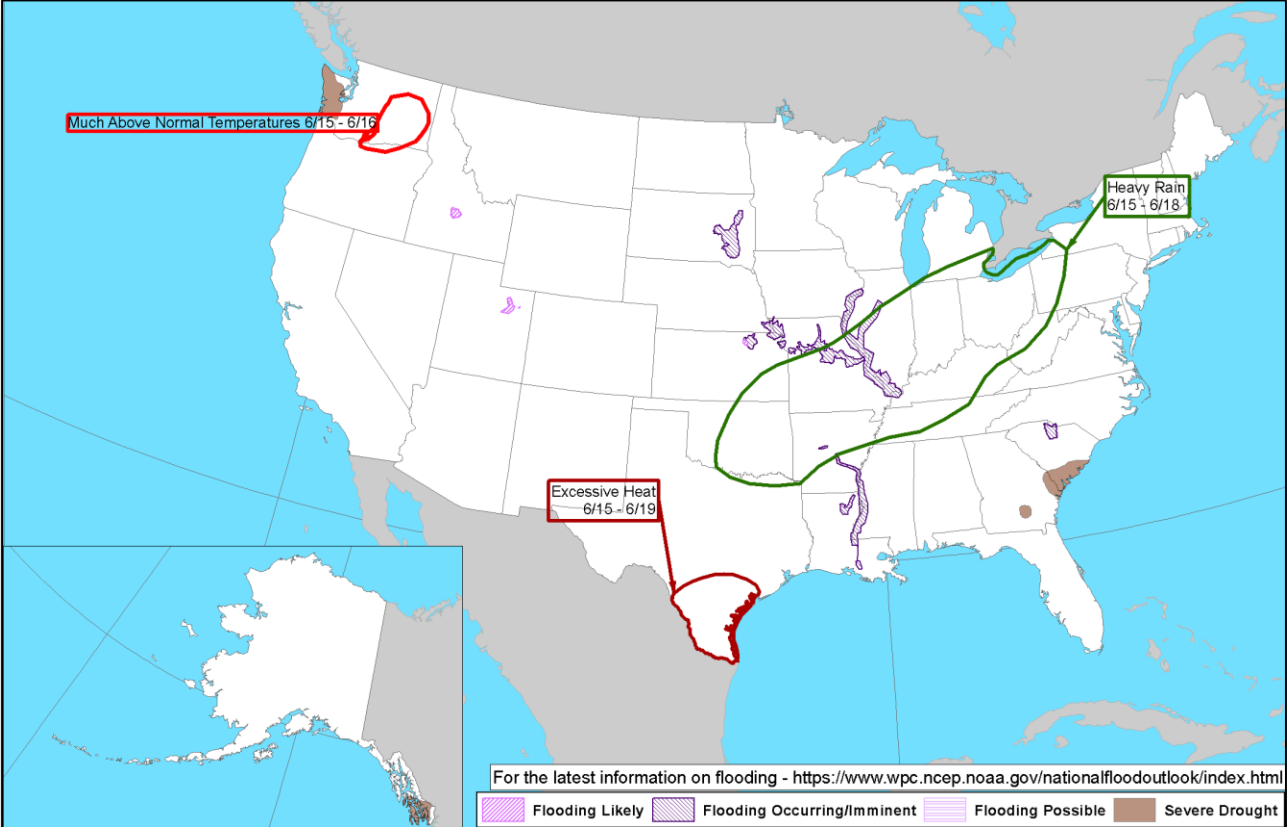 Much Above Normal Temperatures 6/15 - 6/16
Heavy Rain
6/15 - 6/18
Excessive Heat
6/15 - 6/19
For the latest information on flooding - https://www.wpc.ncep.noaa.gov/nationalfloodoutlook/index.html
Flooding Likely Flooding Occurring/Imminent Flooding Possible Severe Drought